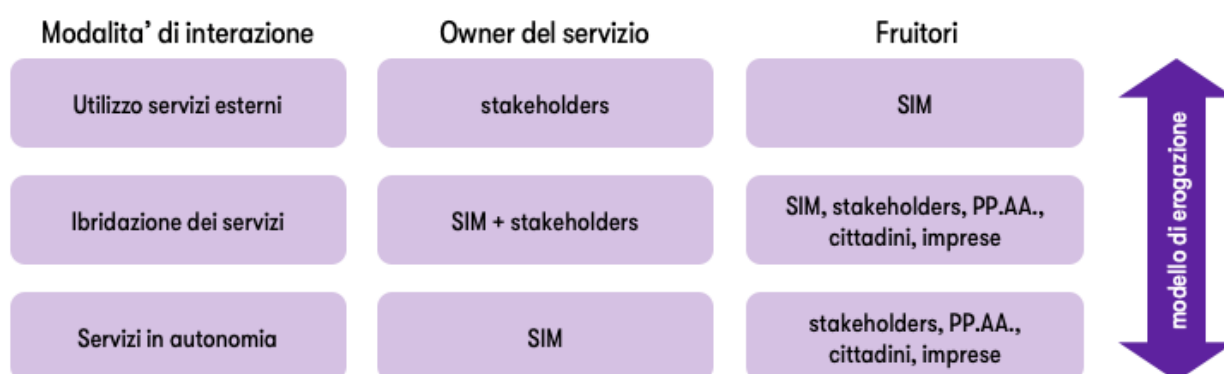 Modalita' di interazione
Owner del servizio
Fruitori
Utilizzo servizi esterni
stakeholders
SIM
Ibridazione dei servizi
SIM + stakeholders
SIM, stakeholders, PP.AA.,
cittadini, imprese
Servizi in autonomia
SIM
stakeholders, PP.AA.,
cittadini, imprese
modello di erogazione